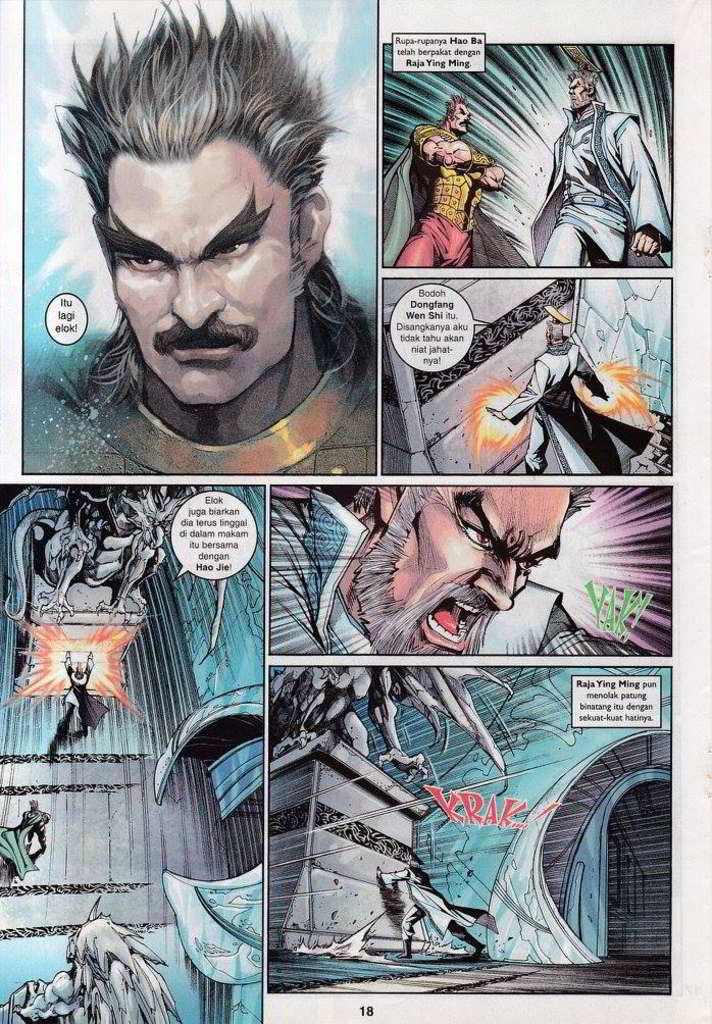 Itu
lagi
elok!
Rupa-rupanya Hao Ba
telah berpakat dengan
Raja Ying Ming.
Bodoh
Dongfang
Wen Shi.
Disangkanya aku
tidak tahu akan
niat jahat-
nya!
Elok
juga biarkan
dia terus tinggal
di dalam makam
itu bersama
dengan
Hao Jie!
YAK!
Raja Ying Ming pun
menolak patung
binatang itu dengan
sekuat-kuat hatinya.
KRAK...!
18